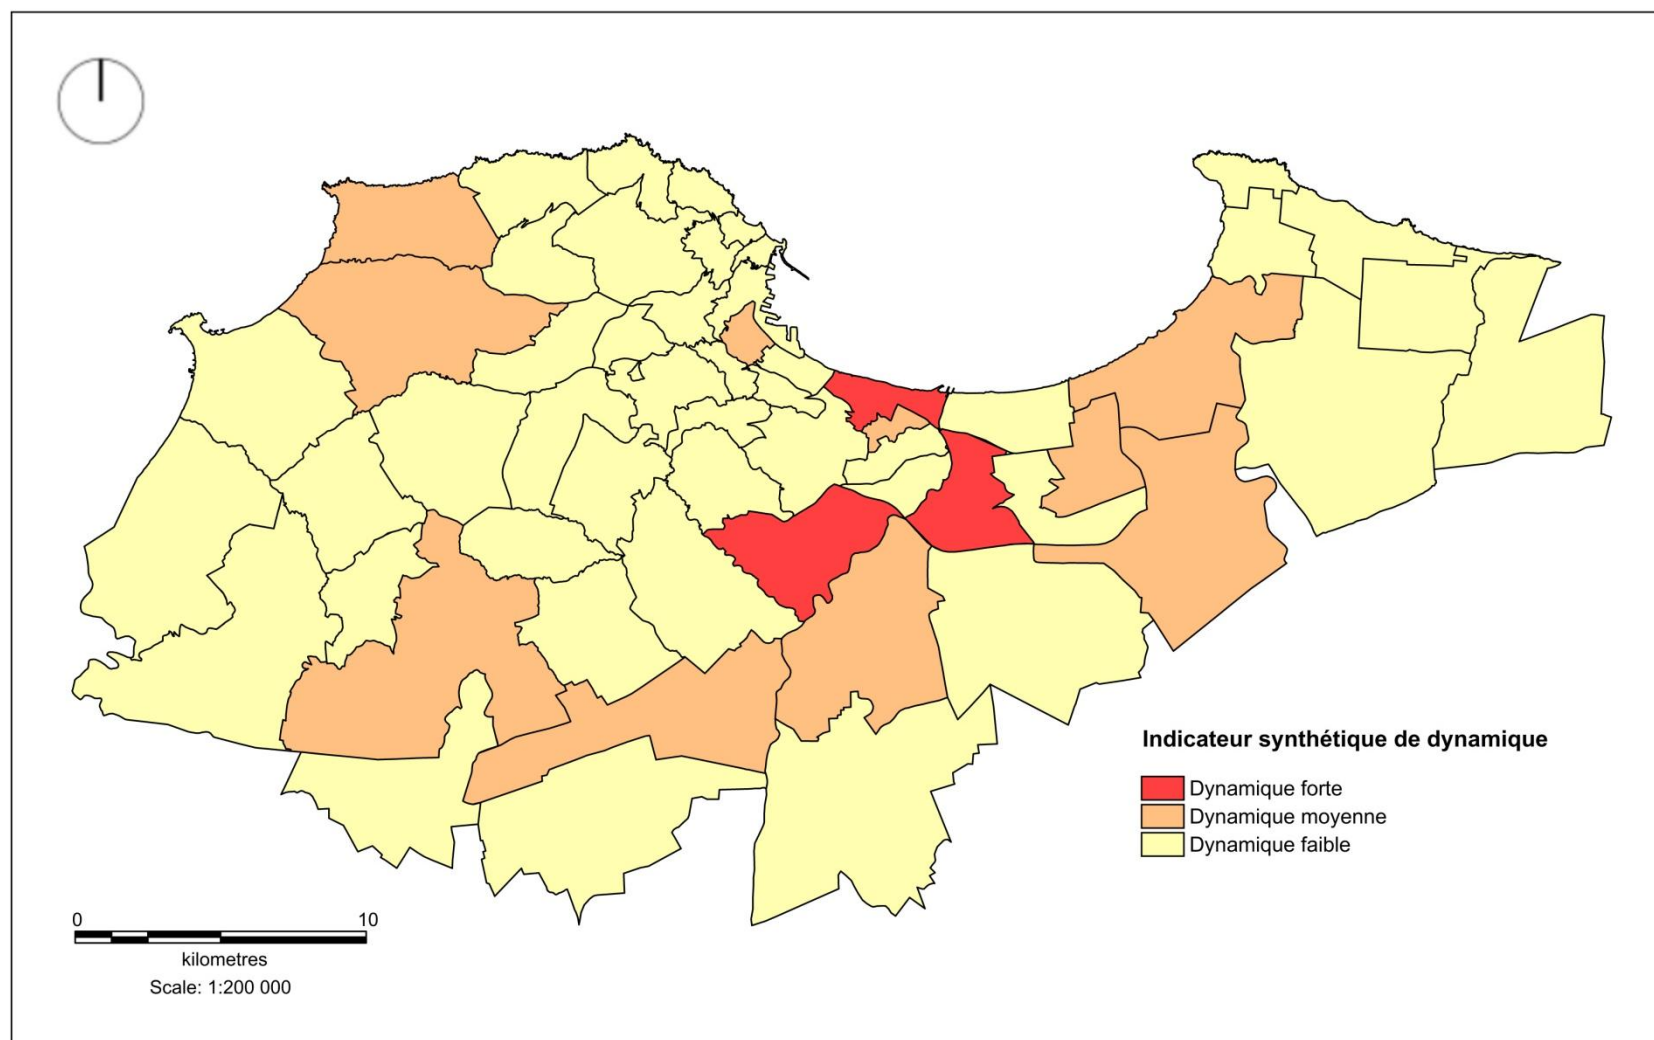 Indicateur synthétique de dynamique
Dynamique forte
Dynamique moyenne
Dynamique faible
0 10
kilometres
Scale: 1:200 000